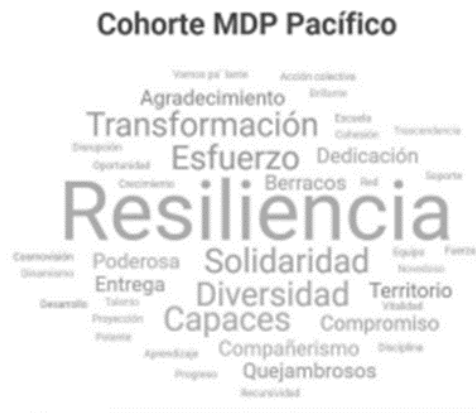 Cohorte MDP Pacífico
Vamos pa' lante Acción colectiva
Agradecimiento Brillante
Transformación Escuela
Cohesión Trascendencia
Disrupción Esfuerzo Dedicación
Oportunidad
Crecimiento Berracos Red Soporte
Resiliencia
Cosmovisión Poderosa Solidaridad Equipo Fuerza
Dinamismo Novedoso
Entrega Diversidad Territorio
Desarrollo Talento Vitalidad
Proyección Capaces Compromiso
Potente
Aprendizaje Compañerismo Disciplina
Progreso Quejambrosos
Recursividad